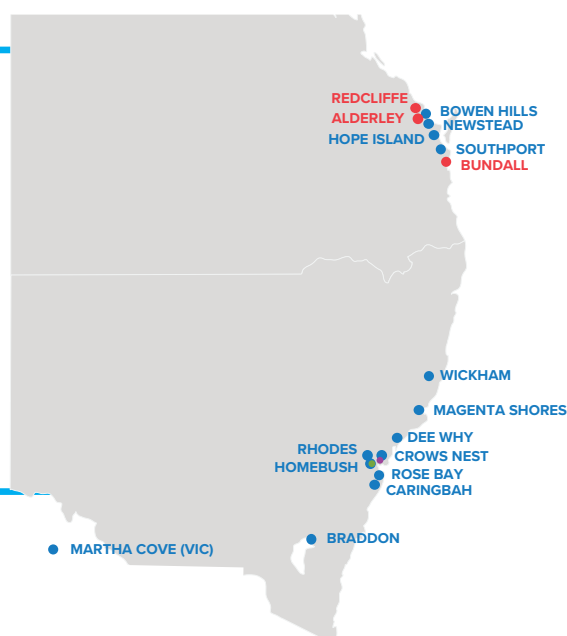 REDCLIFFE
BOWEN HILLS
ALDERLEY
NEWSTEAD
HOPE ISLAND
SOUTHPORT
BUNDALL
WICKHAM
MAGENTA SHORES
DEE WHY
RHODES
CROWS NEST
HOMEBUSH
ROSE BAY
CARINGBAH
BRADDON
MARTHA COVE (VIC)